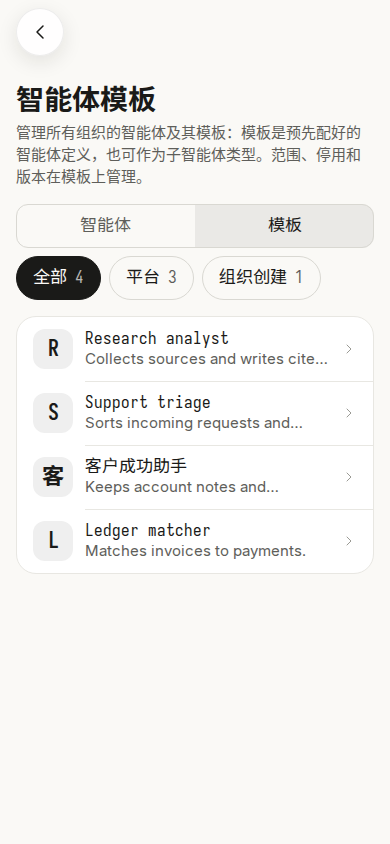 智能体模板
管理所有组织的智能体及其模板：模板是预先配好的
智能体定义，也可作为子智能体类型。范围、停用和
版本在模板上管理。
智能体 模板
全部 4 平台 3 组织创建 1
R Research analyst
Collects sources and writes cite...
S Support triage
Sorts incoming requests and...
客 客户成功助手
Keeps account notes and...
L Ledger matcher
Matches invoices to payments.